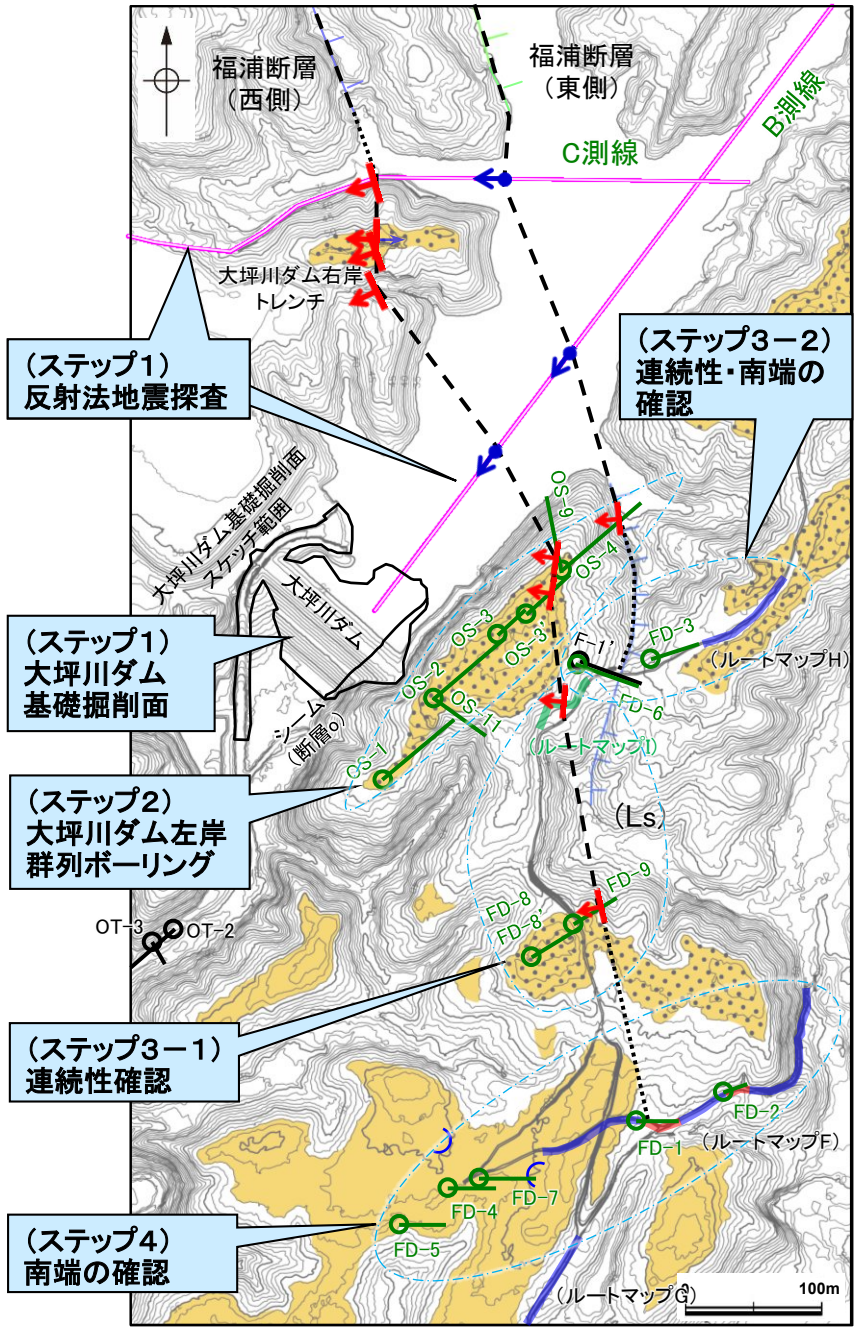 福浦断層
(西側)
福浦断層
(東側)
B測線
C測線
大坪川ダム右岸
トレンチ
(ステップ1)
反射法地震探査
(ステップ3-2)
連続性・南端の
確認
大坪川ダム基礎掘削面
スケッチ範囲
大坪川ダム
OS-9
OS-4
OS-3
OS-3'
F-1'
FD-3
(ルートマップH)
(ステップ1)
大坪川ダム
基礎掘削面
OS-2
OS-11
FD-6
(ルートマップI)
シーム
(断層o)
OS-1
(ステップ2)
大坪川ダム左岸
群列ボーリング
(Ls)
FD-9
FD-8
FD-8'
OT-3
OT-2
(ステップ3-1)
連続性確認
FD-2
FD-1
(ルートマップF)
FD-7
FD-4
FD-5
(ステップ4)
南端の確認
(ルートマップG)
0
100m